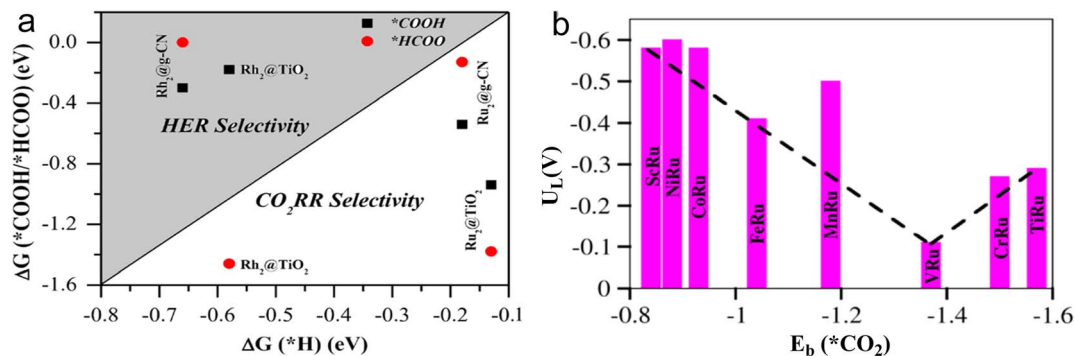 a
ΔG (*COOH/*HCOO) (eV)
0.0
-0.4
-0.8
-1.2
-1.6
-0.8
-0.7
-0.6
-0.5
-0.4
-0.3
-0.2
-0.1
ΔG (*H) (eV)
*COOH
*HCOO
Rh₂@g-CN
Rh₂@TiO₂
HER Selectivity
CO₂RR Selectivity
Ru₂@g-CN
Ru₂@TiO₂
Rh₂@TiO₂
b
U_L(V)
-0.6
-0.5
-0.4
-0.3
-0.2
-0.1
0
ScRu
NiRu
CoRu
FeRu
MnRu
VRu
CrRu
TiRu
-0.8
-1
-1.2
-1.4
-1.6
E_b (*CO₂)